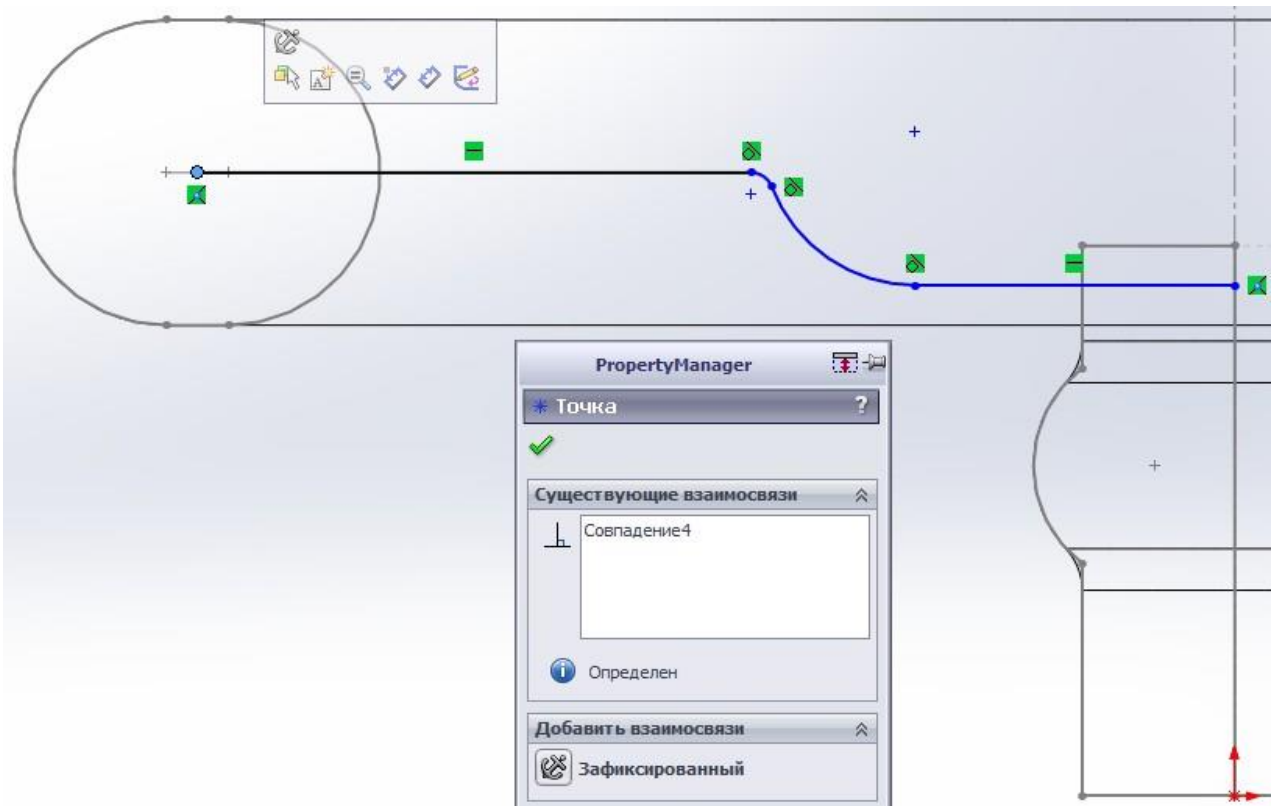 PropertyManager
Точка ?
Существующие взаимосвязи
Совпадение4
Определен
Добавить взаимосвязи
Зафиксированный